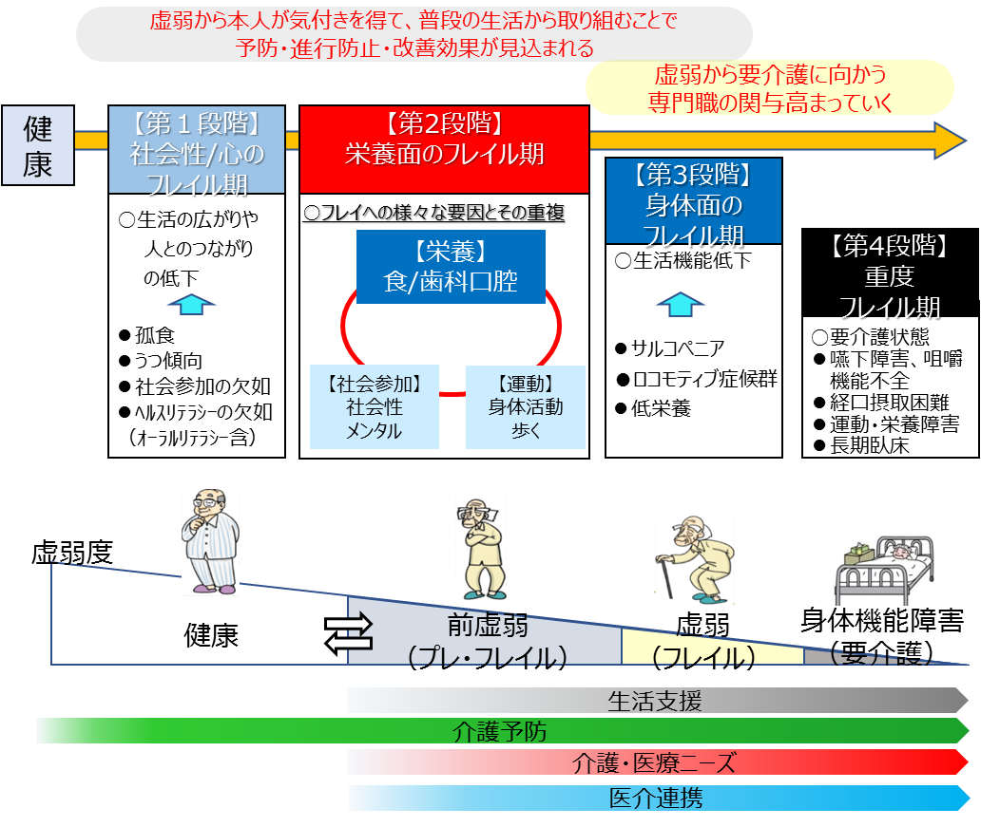 虚弱から本人が気付きを得て、普段の生活から取り組むことで
予防・進行防止・改善効果が見込まれる
虚弱から要介護に向かう
専門職の関与高まっていく
健
康
【第１段階】
社会性/心の
フレイル期
○生活の広がりや
人とのつながり
の低下
●孤食
●うつ傾向
●社会参加の欠如
●ﾍﾙｽﾘﾃﾗｼｰの欠如
（ｵｰﾗﾙﾘﾃﾗｼｰ含）
【第2段階】
栄養面のフレイル期
○フレイへの様々な要因とその重複
【栄養】
食/歯科口腔
【社会参加】
社会性
メンタル
【運動】
身体活動
歩く
【第3段階】
身体面の
フレイル期
○生活機能低下
●サルコペニア
●ロコモティブ症候群
●低栄養
【第4段階】
重度
フレイル期
○要介護状態
●嚥下障害、咀嚼
機能不全
●経口摂取困難
●運動・栄養障害
●長期臥床
虚弱度
健康
前虚弱
（プレ・フレイル）
虚弱
（フレイル）
身体機能障害
（要介護）
生活支援
介護予防
介護・医療ニーズ
医介連携